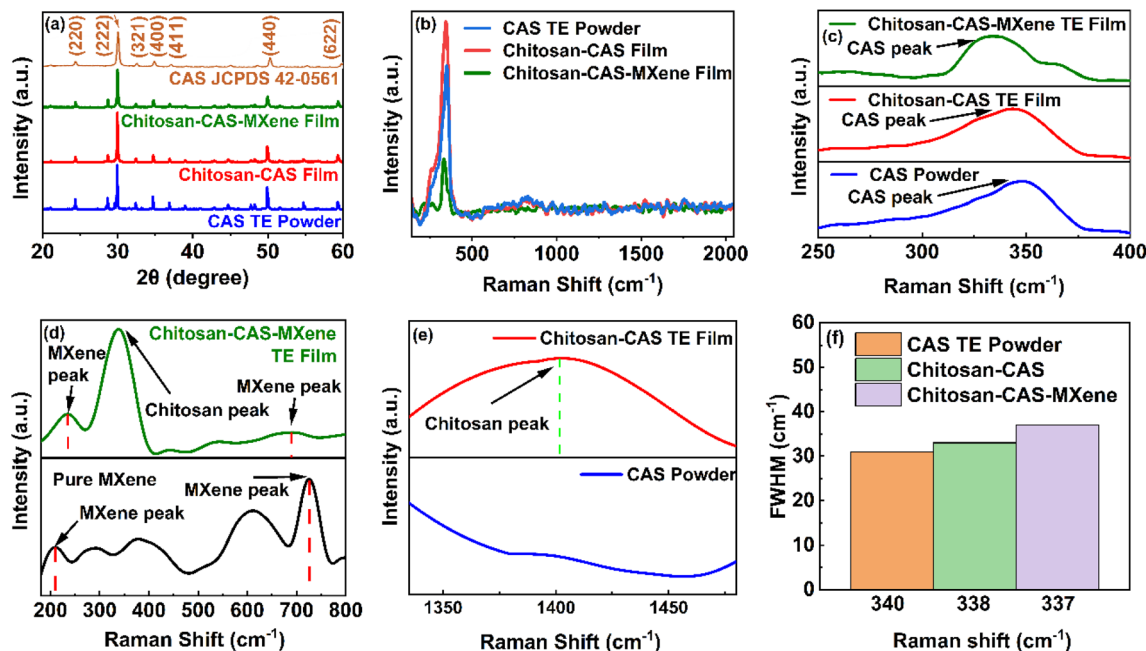 (a)
(220)
(222)
(321)
(400)
(411)
(440)
(622)
CAS JCPDS 42-0561
Chitosan-CAS-MXene Film
Chitosan-CAS Film
CAS TE Powder
Intensity (a.u.)
20 30 40 50 60
2θ (degree)
(b)
CAS TE Powder
Chitosan-CAS Film
Chitosan-CAS-MXene Film
Intensity (a.u.)
500 1000 1500 2000
Raman Shift (cm-1)
(c)
Chitosan-CAS-MXene TE Film
CAS peak
Chitosan-CAS TE Film
CAS peak
CAS Powder
CAS peak
Intensity (a.u.)
250 300 350 400
Raman Shift (cm-1)
(d)
Chitosan-CAS-MXene
TE Film
MXene
peak
Chitosan peak
MXene peak
Pure MXene
MXene peak
MXene peak
Intensity (a.u.)
200 300 400 500 600 700 800
Raman Shift (cm-1)
(e)
Chitosan-CAS TE Film
Chitosan peak
CAS Powder
Intensity (a.u.)
1350 1400 1450
Raman Shift (cm-1)
(f)
CAS TE Powder
Chitosan-CAS
Chitosan-CAS-MXene
FWHM (cm-1)
60
50
40
30
20
10
0
340 338 337
Raman shift (cm-1)